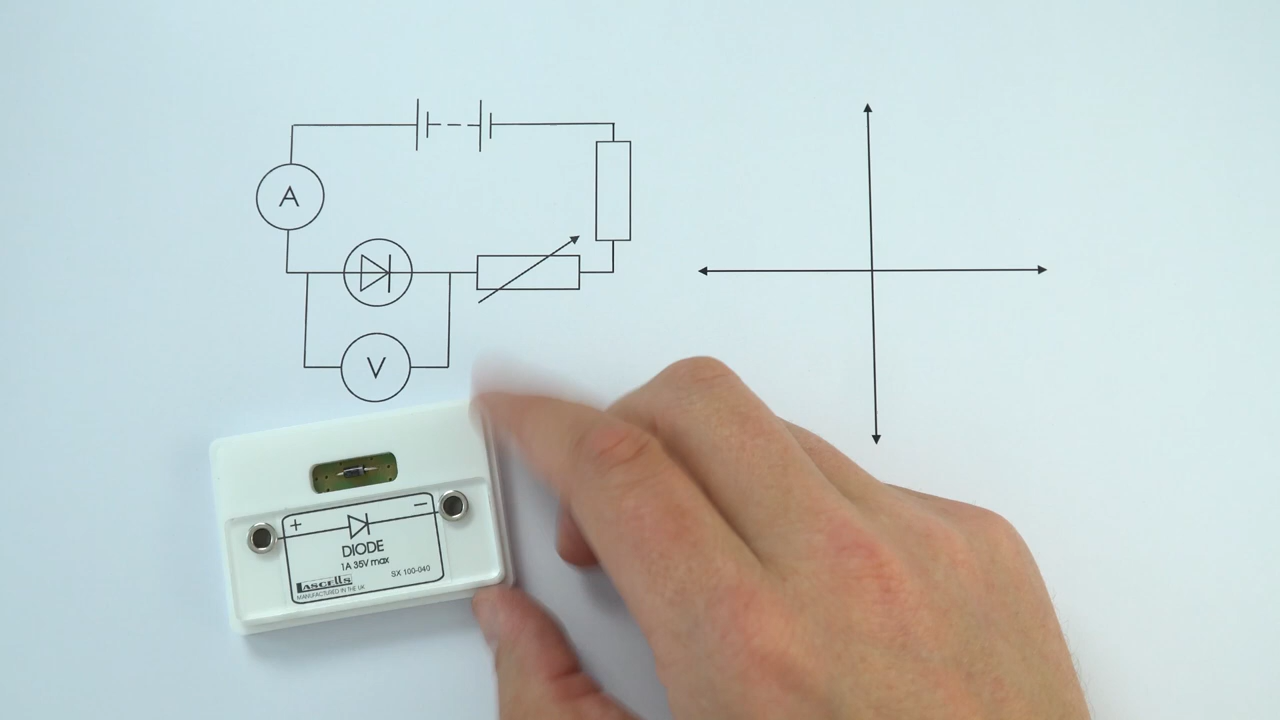 A
V
+ −
DIODE
1A 35V max
Lascells SX 100-040
MANUFACTURED IN THE UK